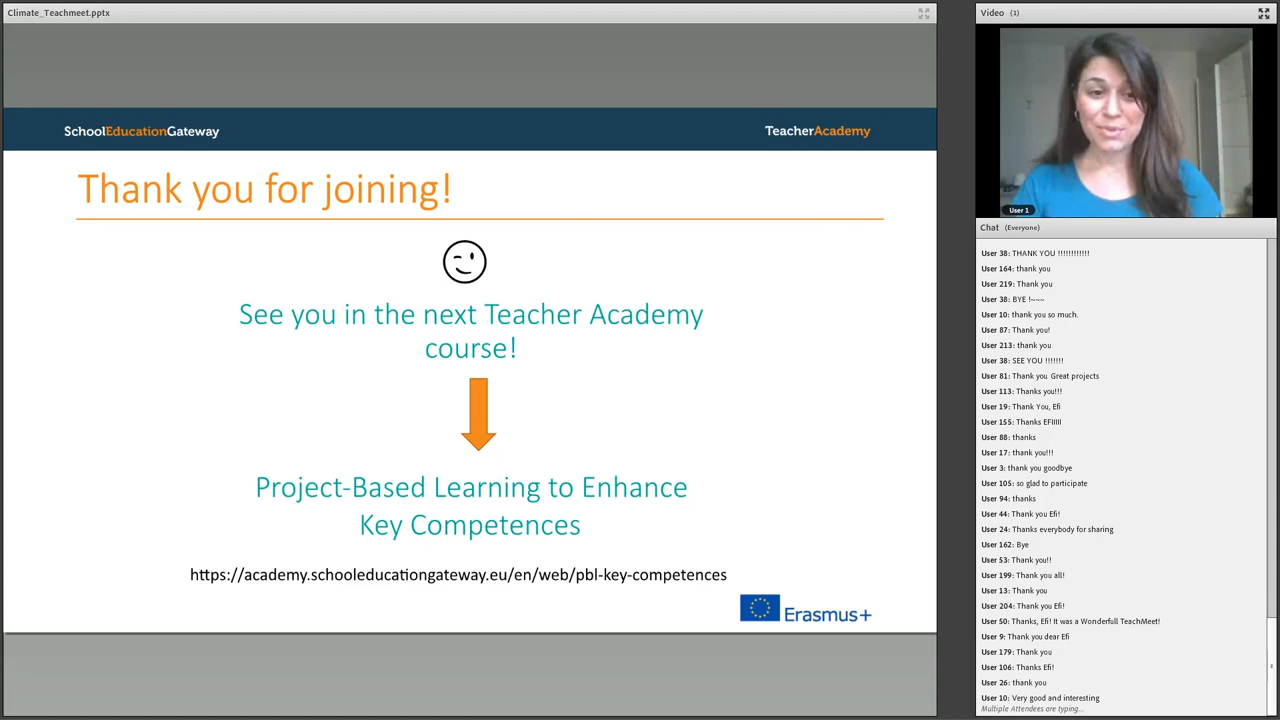 Climate_Teachmeet.pptx
SchoolEducationGateway
TeacherAcademy
Thank you for joining!
See you in the next Teacher Academy
course!
Project-Based Learning to Enhance
Key Competences
https://academy.schooleducationgateway.eu/en/web/pbl-key-competences
Erasmus+
Video (1)
User 1
Chat (Everyone)
User 38: THANK YOU !!!!!!!!!!!!
User 164: thank you
User 219: Thank you
User 38: BYE !~~~
User 10: thank you so much.
User 87: Thank you!
User 213: thank you
User 38: SEE YOU !!!!!!!
User 81: Thank you. Great projects
User 113: Thanks you!!!
User 19: Thank You, Efi
User 155: Thanks EFIIIII
User 88: thanks
User 17: thank you!!!
User 3: thank you goodbye
User 105: so glad to participate
User 94: thanks
User 44: Thank you Efi!
User 24: Thanks everybody for sharing
User 162: Bye
User 53: Thank you!!
User 199: Thank you all!
User 13: Thank you
User 204: Thank you Efi!
User 50: Thanks, Efi! It was a Wonderfull TeachMeet!
User 9: Thank you dear Efi
User 179: Thank you
User 106: Thanks Efi!
User 26: thank you
User 10: Very good and interesting
Multiple Attendees are typing...